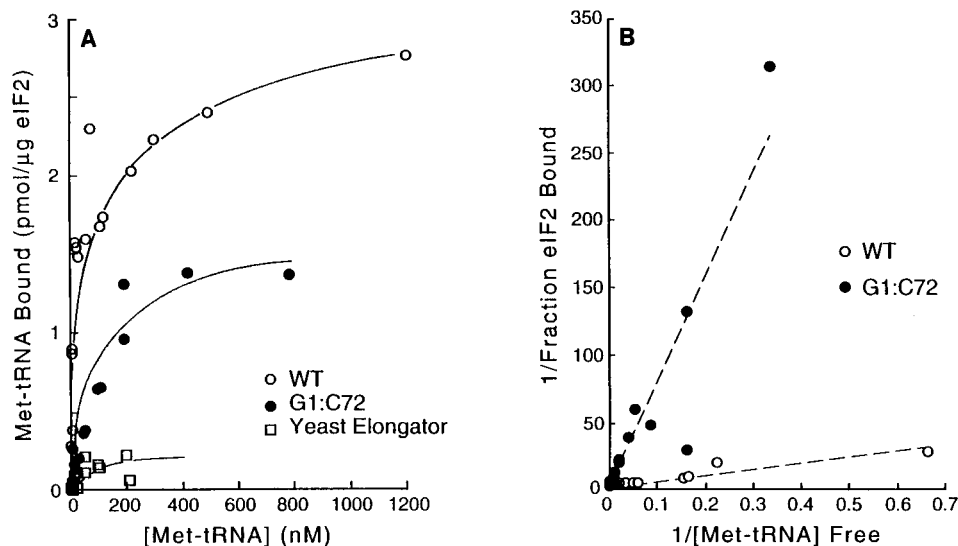 A
Met-tRNA Bound (pmol/µg eIF2)
3
2
1
0
0
200
400
600
800
1000
1200
[Met-tRNA] (nM)
WT
G1:C72
Yeast Elongator
B
1/Fraction eIF2 Bound
350
300
250
200
150
100
50
0
0
0.1
0.2
0.3
0.4
0.5
0.6
0.7
1/[Met-tRNA] Free
WT
G1:C72